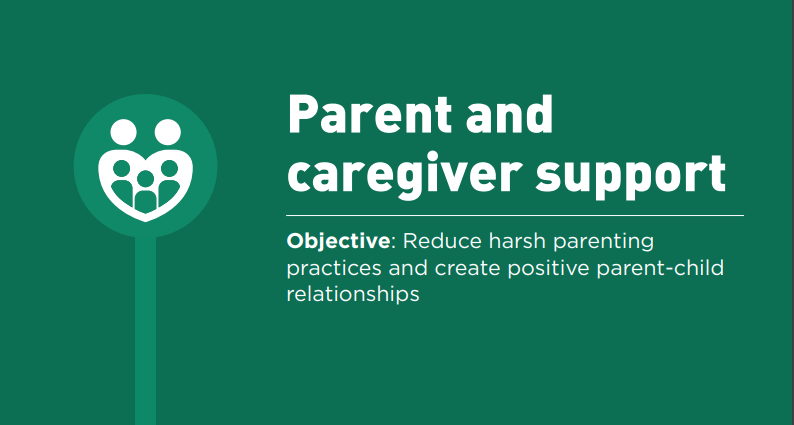 Parent and
caregiver support
Objective: Reduce harsh parenting
practices and create positive parent-child
relationships